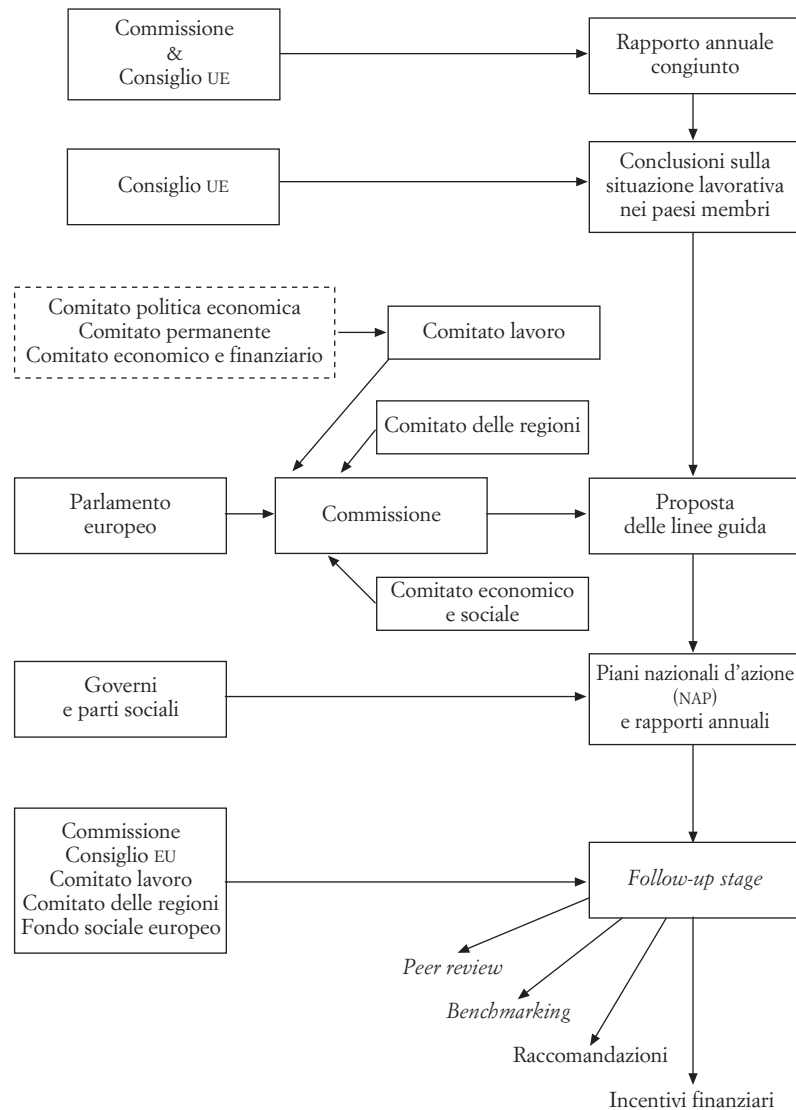 Commissione
&
Consiglio UE
Rapporto annuale
congiunto
Consiglio UE
Conclusioni sulla
situazione lavorativa
nei paesi membri
Comitato politica economica
Comitato permanente
Comitato economico e finanziario
Comitato lavoro
Comitato delle regioni
Parlamento
europeo
Commissione
Proposta
delle linee guida
Comitato economico
e sociale
Governi
e parti sociali
Piani nazionali d'azione
(NAP)
e rapporti annuali
Commissione
Consiglio EU
Comitato lavoro
Comitato delle regioni
Fondo sociale europeo
Follow-up stage
Peer review
Benchmarking
Raccomandazioni
Incentivi finanziari